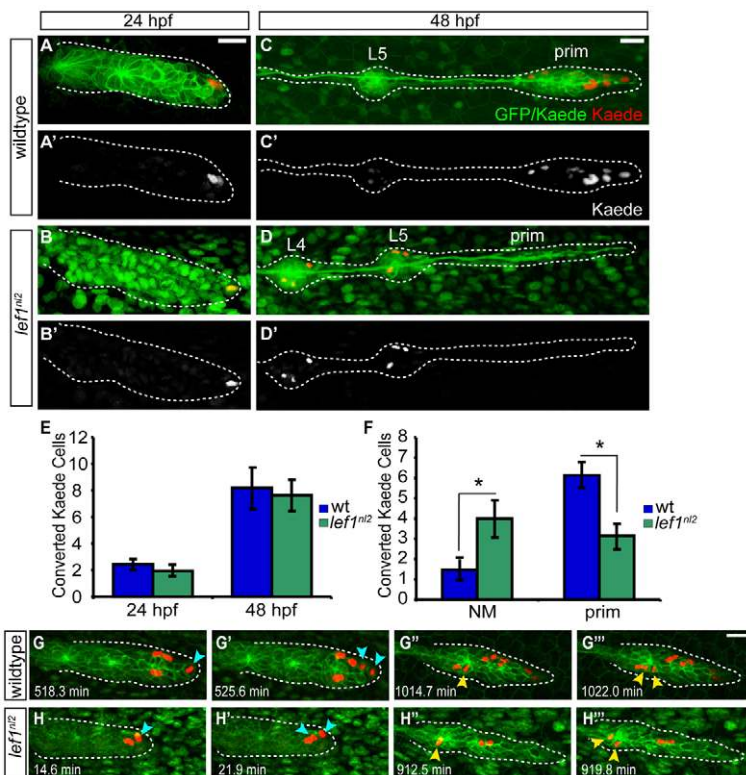 24 hpf
48 hpf
wildtype
lef1nl2
A
C
L5
prim
GFP/Kaede Kaede
A'
C'
Kaede
B
D
L4
L5
prim
B'
D'
E
Converted Kaede Cells
12
10
8
6
4
2
0
24 hpf
48 hpf
wt
lef1nl2
F
Converted Kaede Cells
8
7
6
5
4
3
2
1
0
*
*
NM
prim
wt
lef1nl2
wildtype
G
518.3 min
G'
525.6 min
G''
1014.7 min
G'''
1022.0 min
lef1nl2
H
14.6 min
H'
21.9 min
H''
912.5 min
H'''
919.8 min